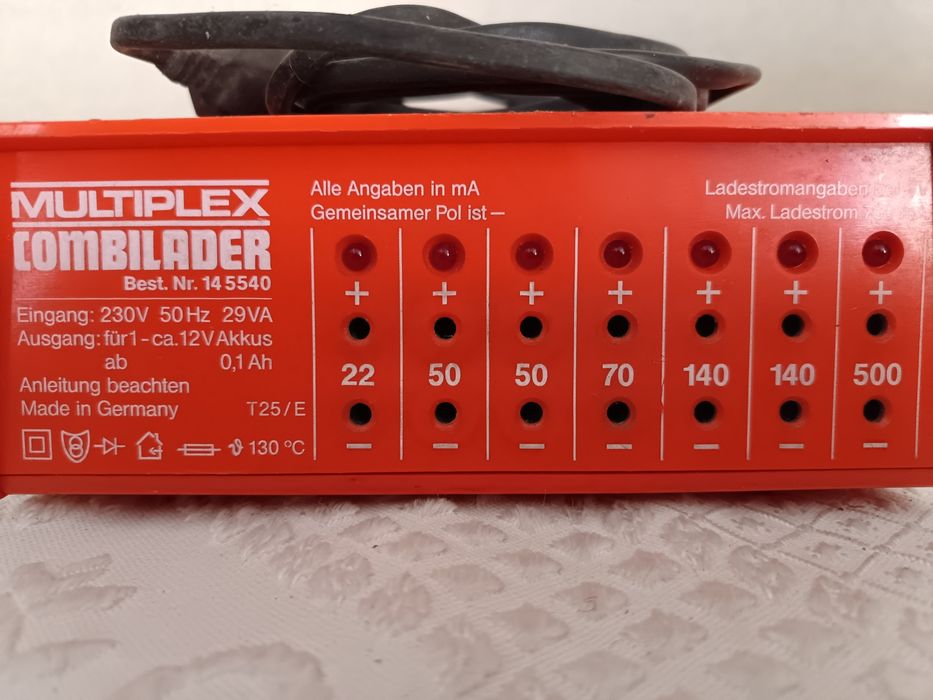 MULTIPLEX
COMBILADER
Best. Nr. 14 5540
Eingang: 230V 50Hz 29VA
Ausgang: für 1 - ca. 12V Akkus
ab 0,1 Ah
Anleitung beachten
Made in Germany T25/E
ϑ 130 °C
Alle Angaben in mA
Gemeinsamer Pol ist –
Ladestromangaben
Max. Ladestrom
+ + + + + + +
22 50 50 70 140 140 500
– – – – – – –